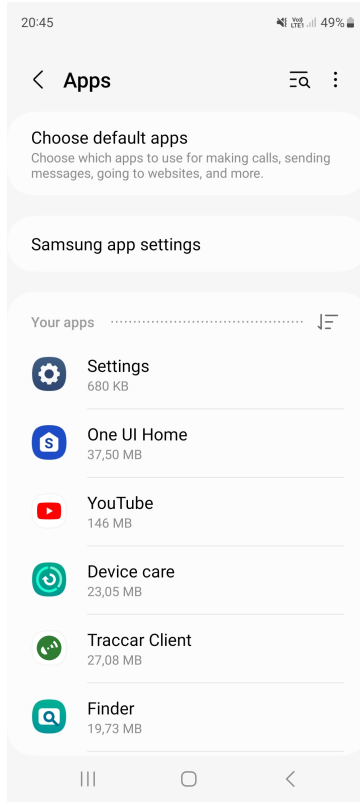 20:45
Vo))
LTE1
49%
Apps
Choose default apps
Choose which apps to use for making calls, sending
messages, going to websites, and more.
Samsung app settings
Your apps
Settings
680 KB
S
One UI Home
37,50 MB
YouTube
146 MB
Device care
23,05 MB
Traccar Client
27,08 MB
Finder
19,73 MB